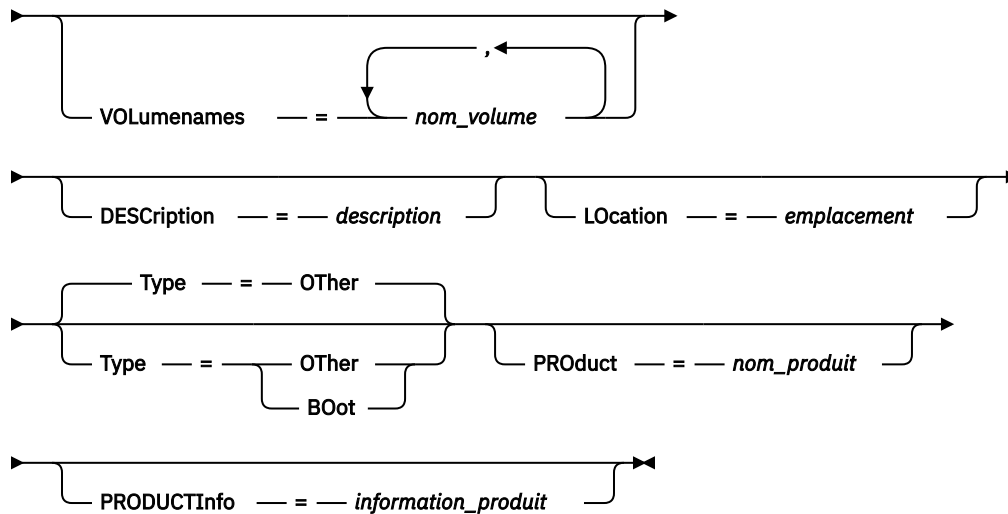 ,
VOLumenames = nom_volume
DESCription = description LOcation = emplacement
Type = OTher
Type = OTher PROduct = nom_produit
BOot
PRODUCTInfo = information_produit